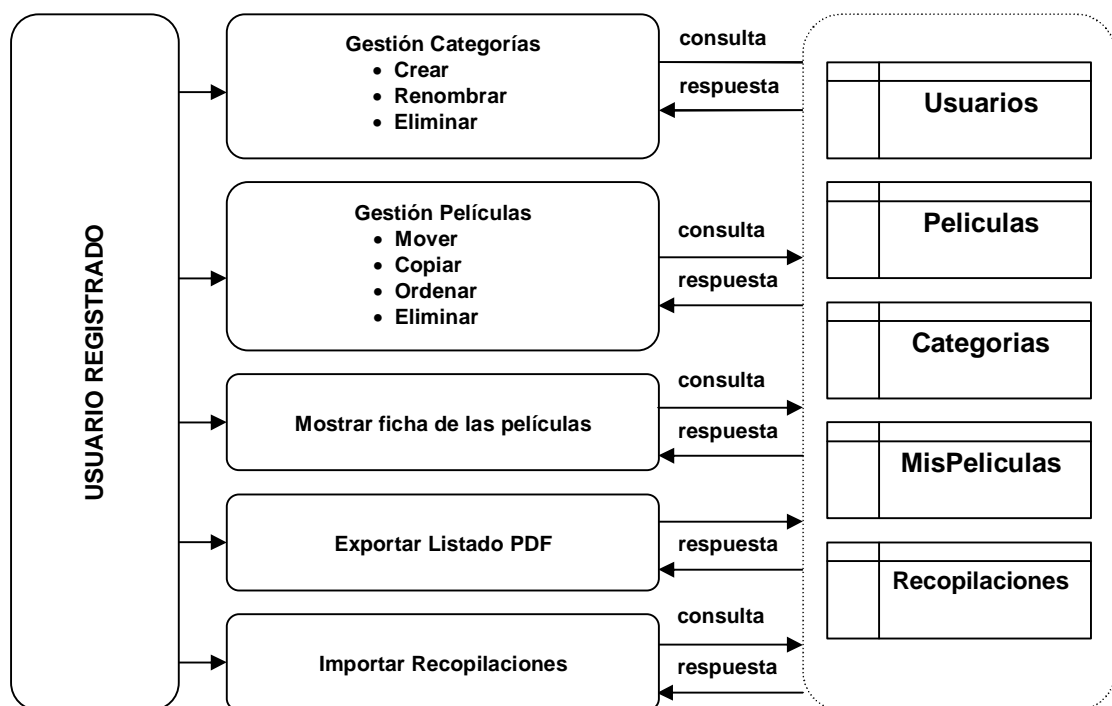 USUARIO REGISTRADO
Gestión Categorías
• Crear
• Renombrar
• Eliminar
consulta
respuesta
Gestión Películas
• Mover
• Copiar
• Ordenar
• Eliminar
consulta
respuesta
Mostrar ficha de las películas
consulta
respuesta
Exportar Listado PDF
respuesta
Importar Recopilaciones
consulta
respuesta
Usuarios
Peliculas
Categorias
MisPeliculas
Recopilaciones